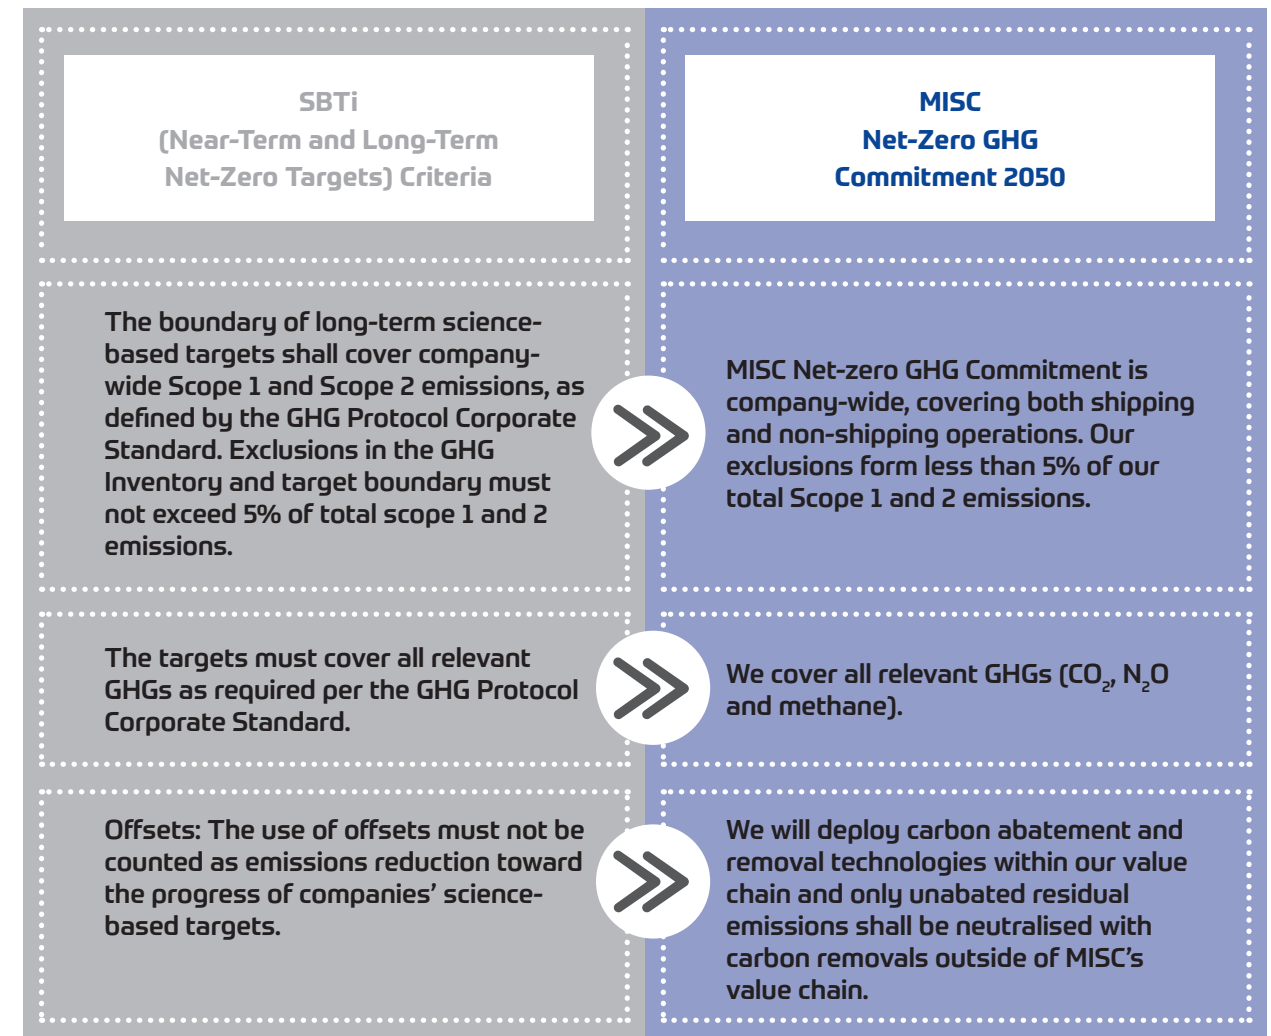 SBTi
(Near-Term and Long-Term
Net-Zero Targets) Criteria
MISC
Net-Zero GHG
Commitment 2050
The boundary of long-term science-
based targets shall cover company-
wide Scope 1 and Scope 2 emissions, as
defined by the GHG Protocol Corporate
Standard. Exclusions in the GHG
Inventory and target boundary must
not exceed 5% of total scope 1 and 2
emissions.
MISC Net-zero GHG Commitment is
company-wide, covering both shipping
and non-shipping operations. Our
exclusions form less than 5% of our
total Scope 1 and 2 emissions.
The targets must cover all relevant
GHGs as required per the GHG Protocol
Corporate Standard.
We cover all relevant GHGs (CO₂, N₂O
and methane).
Offsets: The use of offsets must not be
counted as emissions reduction toward
the progress of companies’ science-
based targets.
We will deploy carbon abatement and
removal technologies within our value
chain and only unabated residual
emissions shall be neutralised with
carbon removals outside of MISC’s
value chain.